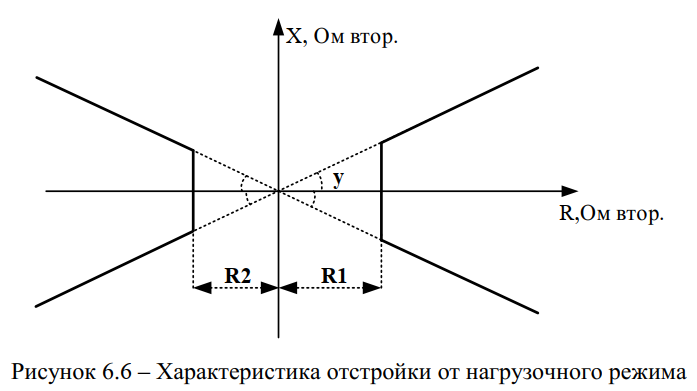 X, Ом втор.
y
R,Ом втор.
R2
R1
Рисунок 6.6 – Характеристика отстройки от нагрузочного режима